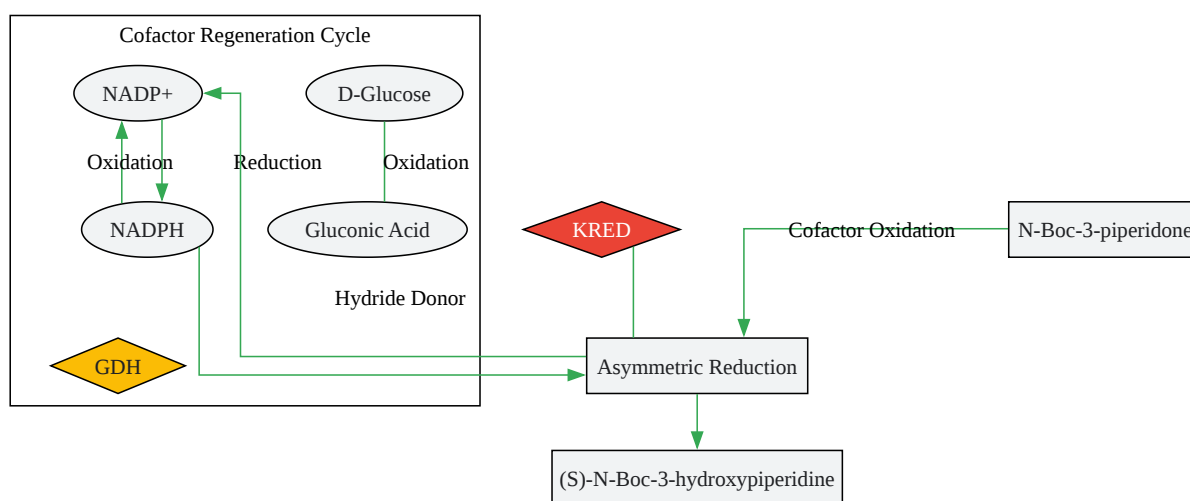 Cofactor Regeneration Cycle
NADP+
D-Glucose
Oxidation
Reduction
Oxidation
NADPH
Gluconic Acid
KRED
Cofactor Oxidation
N-Boc-3-piperidone
Hydride Donor
GDH
Asymmetric Reduction
(S)-N-Boc-3-hydroxypiperidine